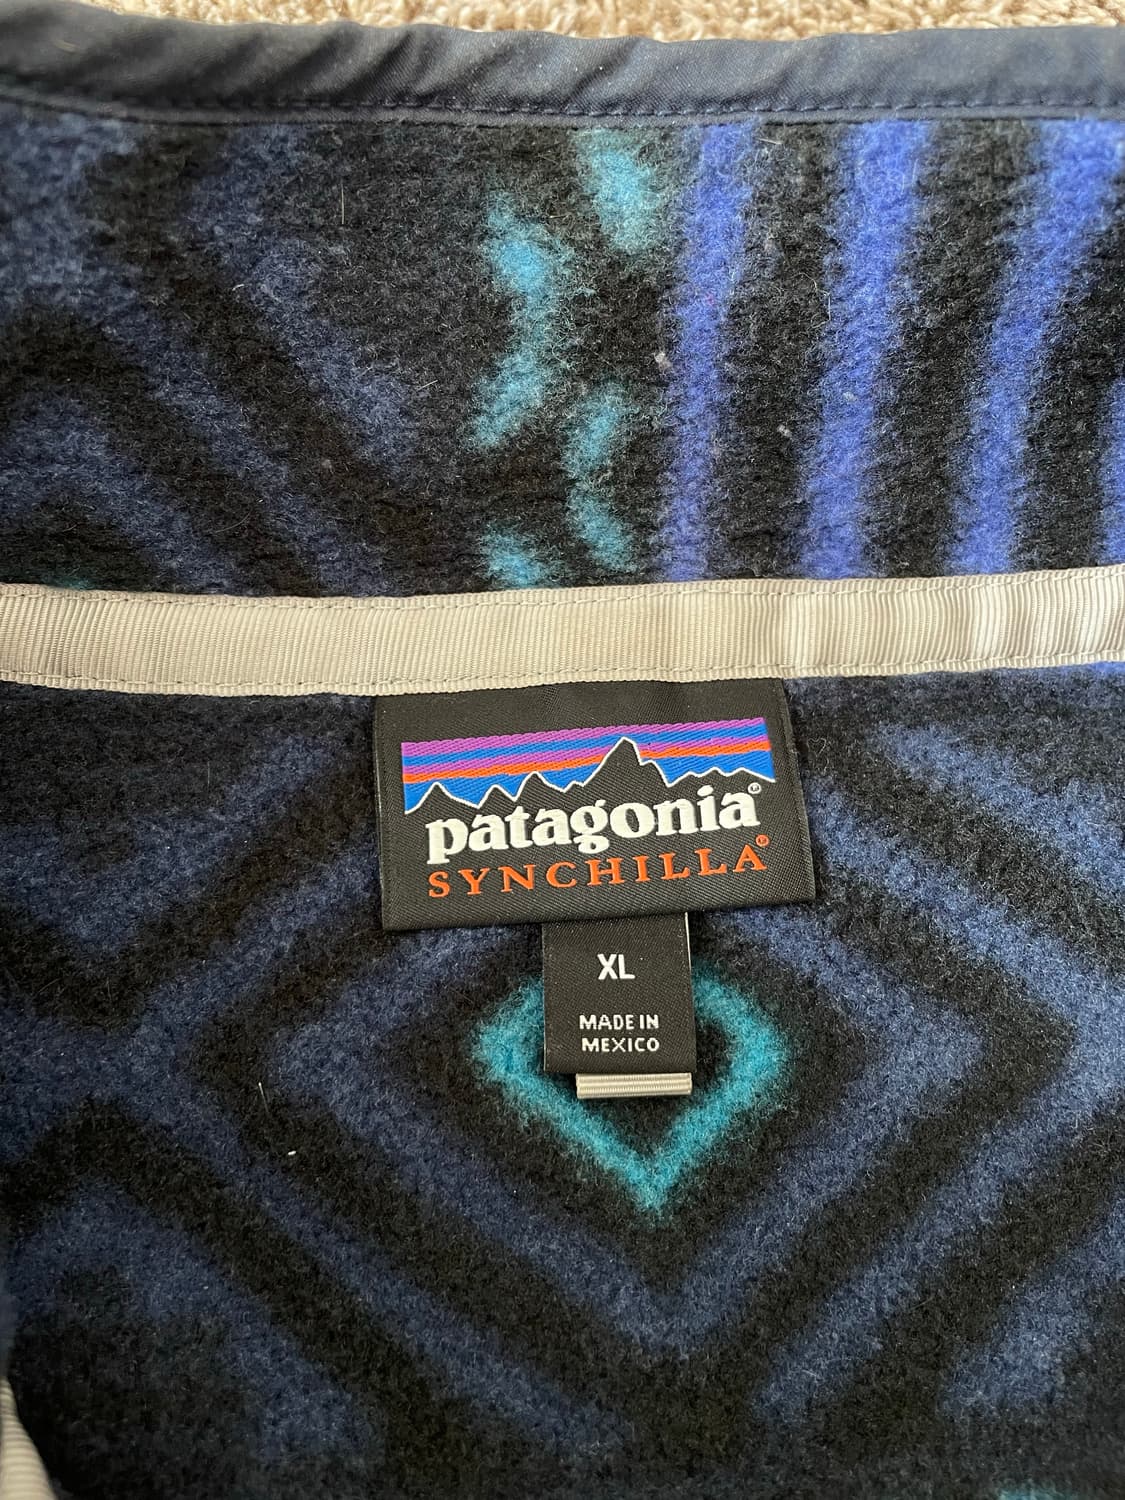 patagonia®
SYNCHILLA®
XL
MADE IN
MEXICO